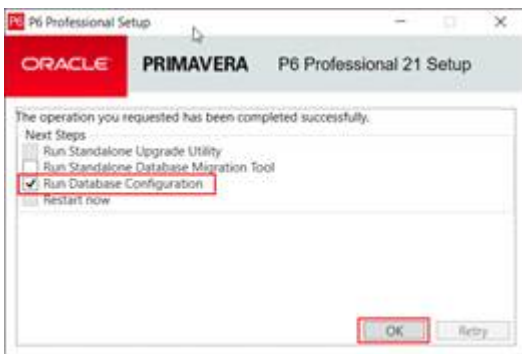 P6 P6 Professional Setup
ORACLE PRIMAVERA P6 Professional 21 Setup
The operation you requested has been completed successfully.
Next Steps
Run Standalone Upgrade Utility
Run Standalone Database Migration Tool
Run Database Configuration
Restart now
OK Retry